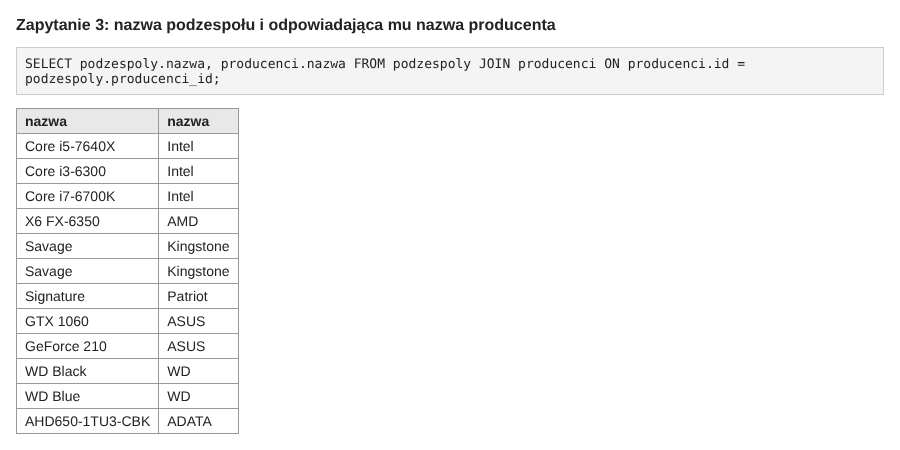 Zapytanie 3: nazwa podzespołu i odpowiadająca mu nazwa producenta
SELECT podzespoly.nazwa, producenci.nazwa FROM podzespoly JOIN producenci ON producenci.id =
podzespoly.producenci_id;
nazwa nazwa
Core i5-7640X Intel
Core i3-6300 Intel
Core i7-6700K Intel
X6 FX-6350 AMD
Savage Kingstone
Savage Kingstone
Signature Patriot
GTX 1060 ASUS
GeForce 210 ASUS
WD Black WD
WD Blue WD
AHD650-1TU3-CBK ADATA